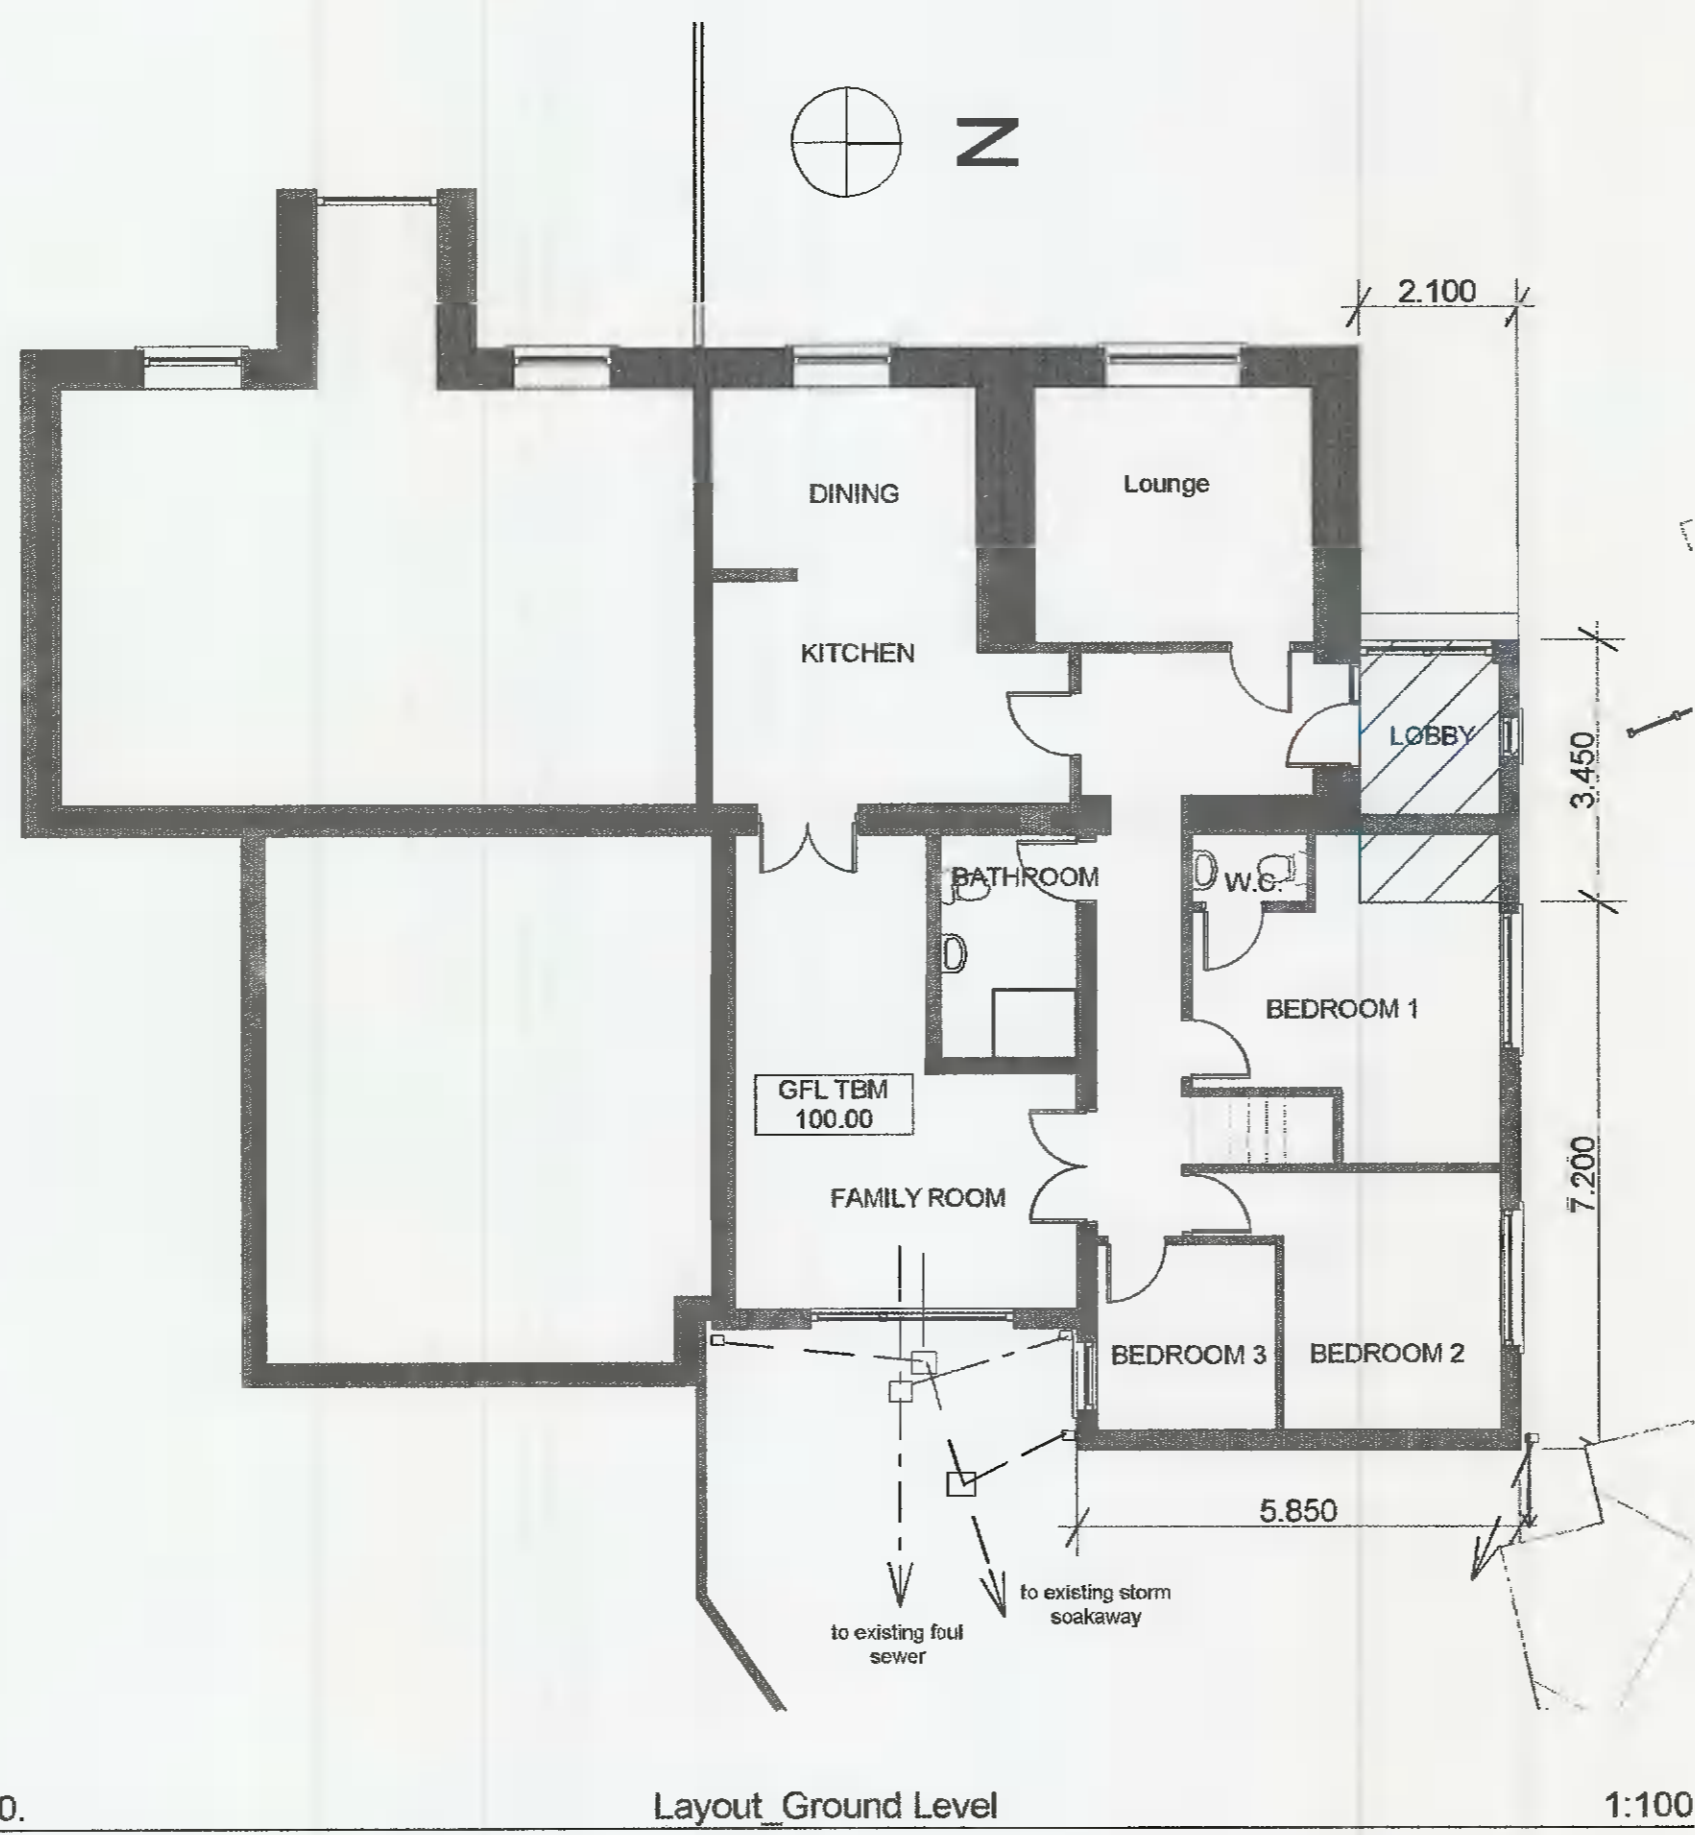 N
2.100
DINING
Lounge
KITCHEN
LOBBY
3.450
BATHROOM
W.C.
BEDROOM 1
GFL TBM
100.00
FAMILY ROOM
7.200
BEDROOM 3
BEDROOM 2
5.850
to existing storm
soakaway
to existing foul
sewer
0.
Layout_Ground Level
1:100